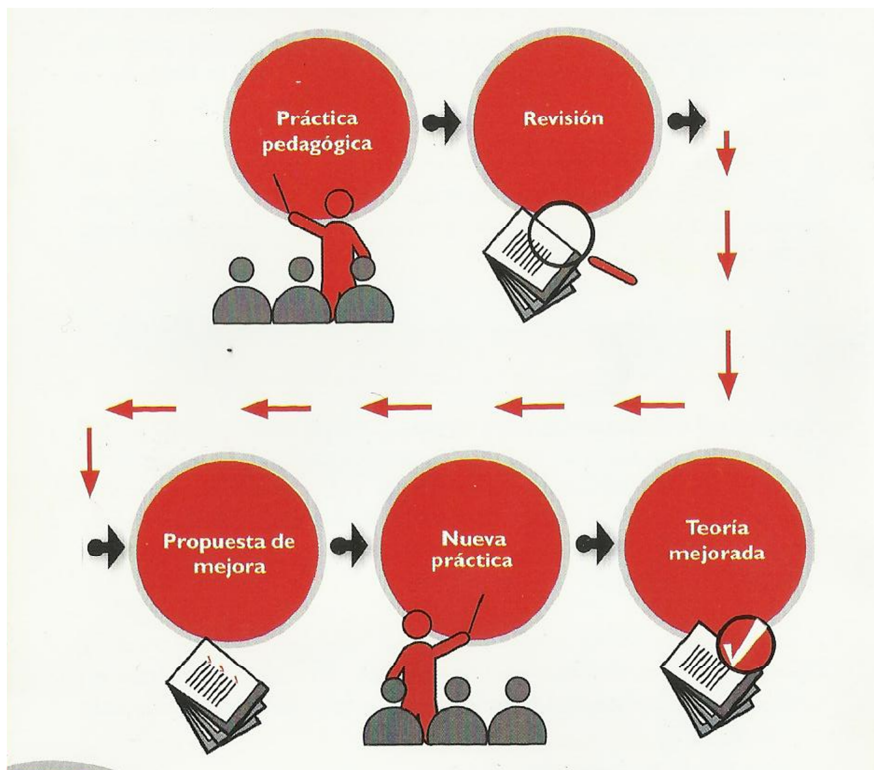 Práctica
pedagógica
Revisión
Propuesta de
mejora
Nueva
práctica
Teoría
mejorada